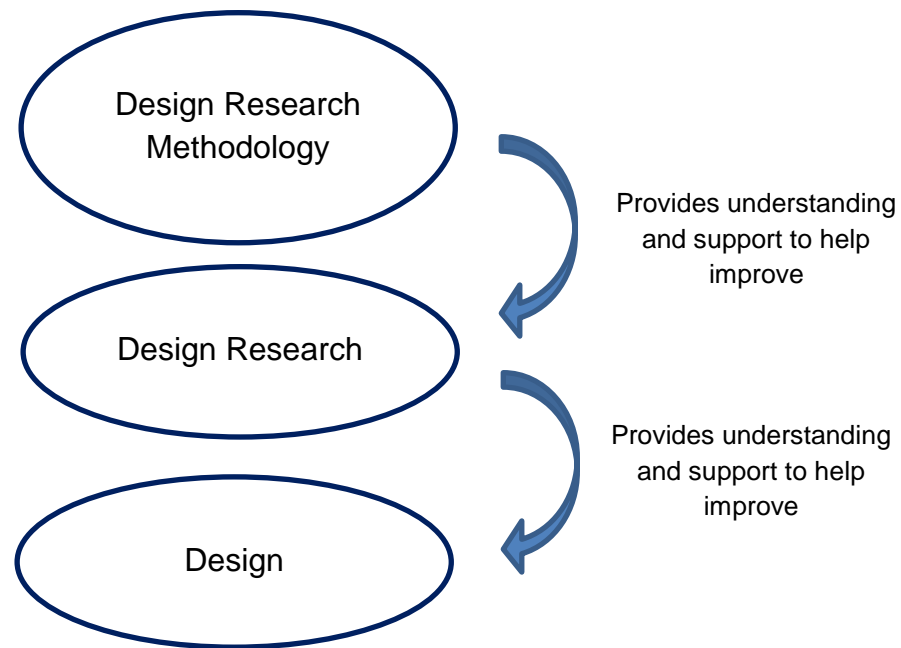 Design Research
Methodology
Provides understanding
and support to help
improve
Design Research
Provides understanding
and support to help
improve
Design